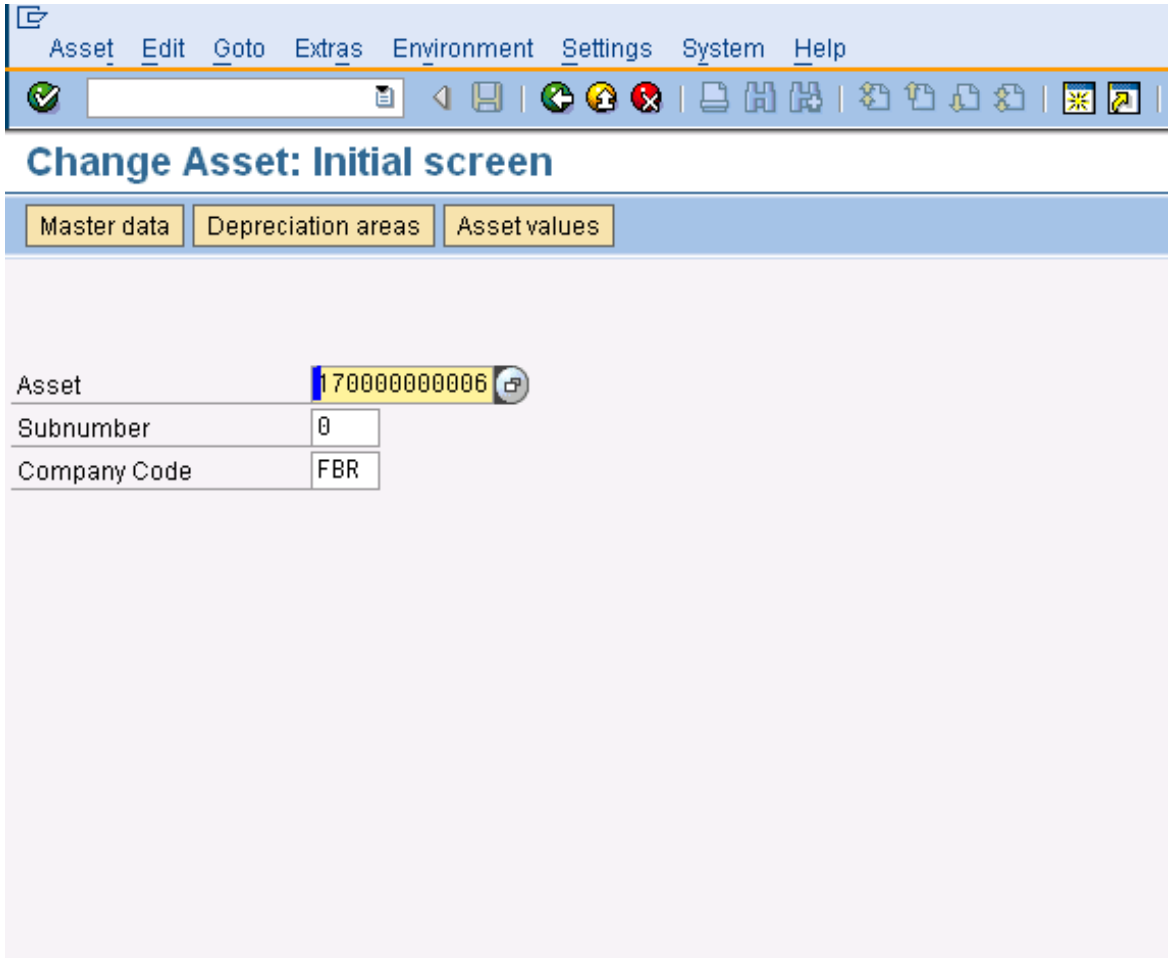 Asset Edit Goto Extras Environment Settings System Help
Change Asset: Initial screen
Master data Depreciation areas Asset values
Asset 170000000006
Subnumber 0
Company Code FBR